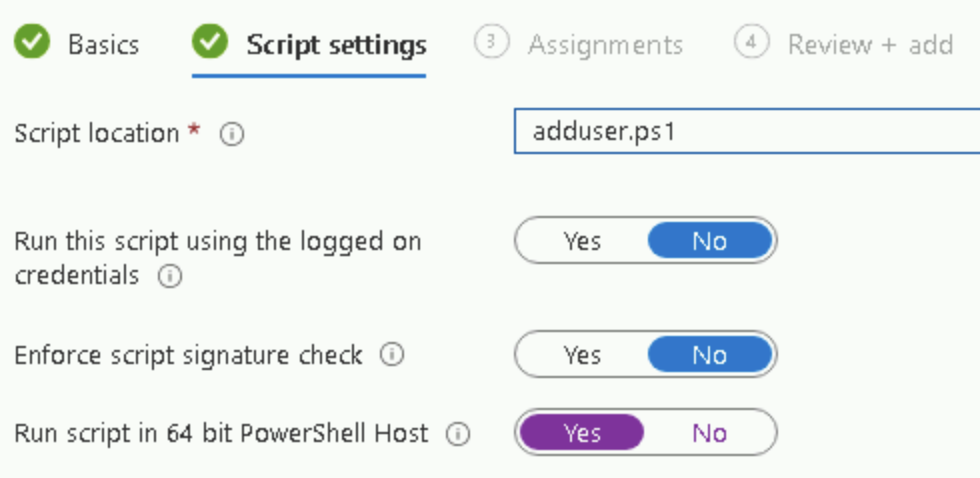 Basics Script settings 3 Assignments 4 Review + add
Script location * adduser.ps1
Run this script using the logged on Yes No
credentials
Enforce script signature check Yes No
Run script in 64 bit PowerShell Host Yes No